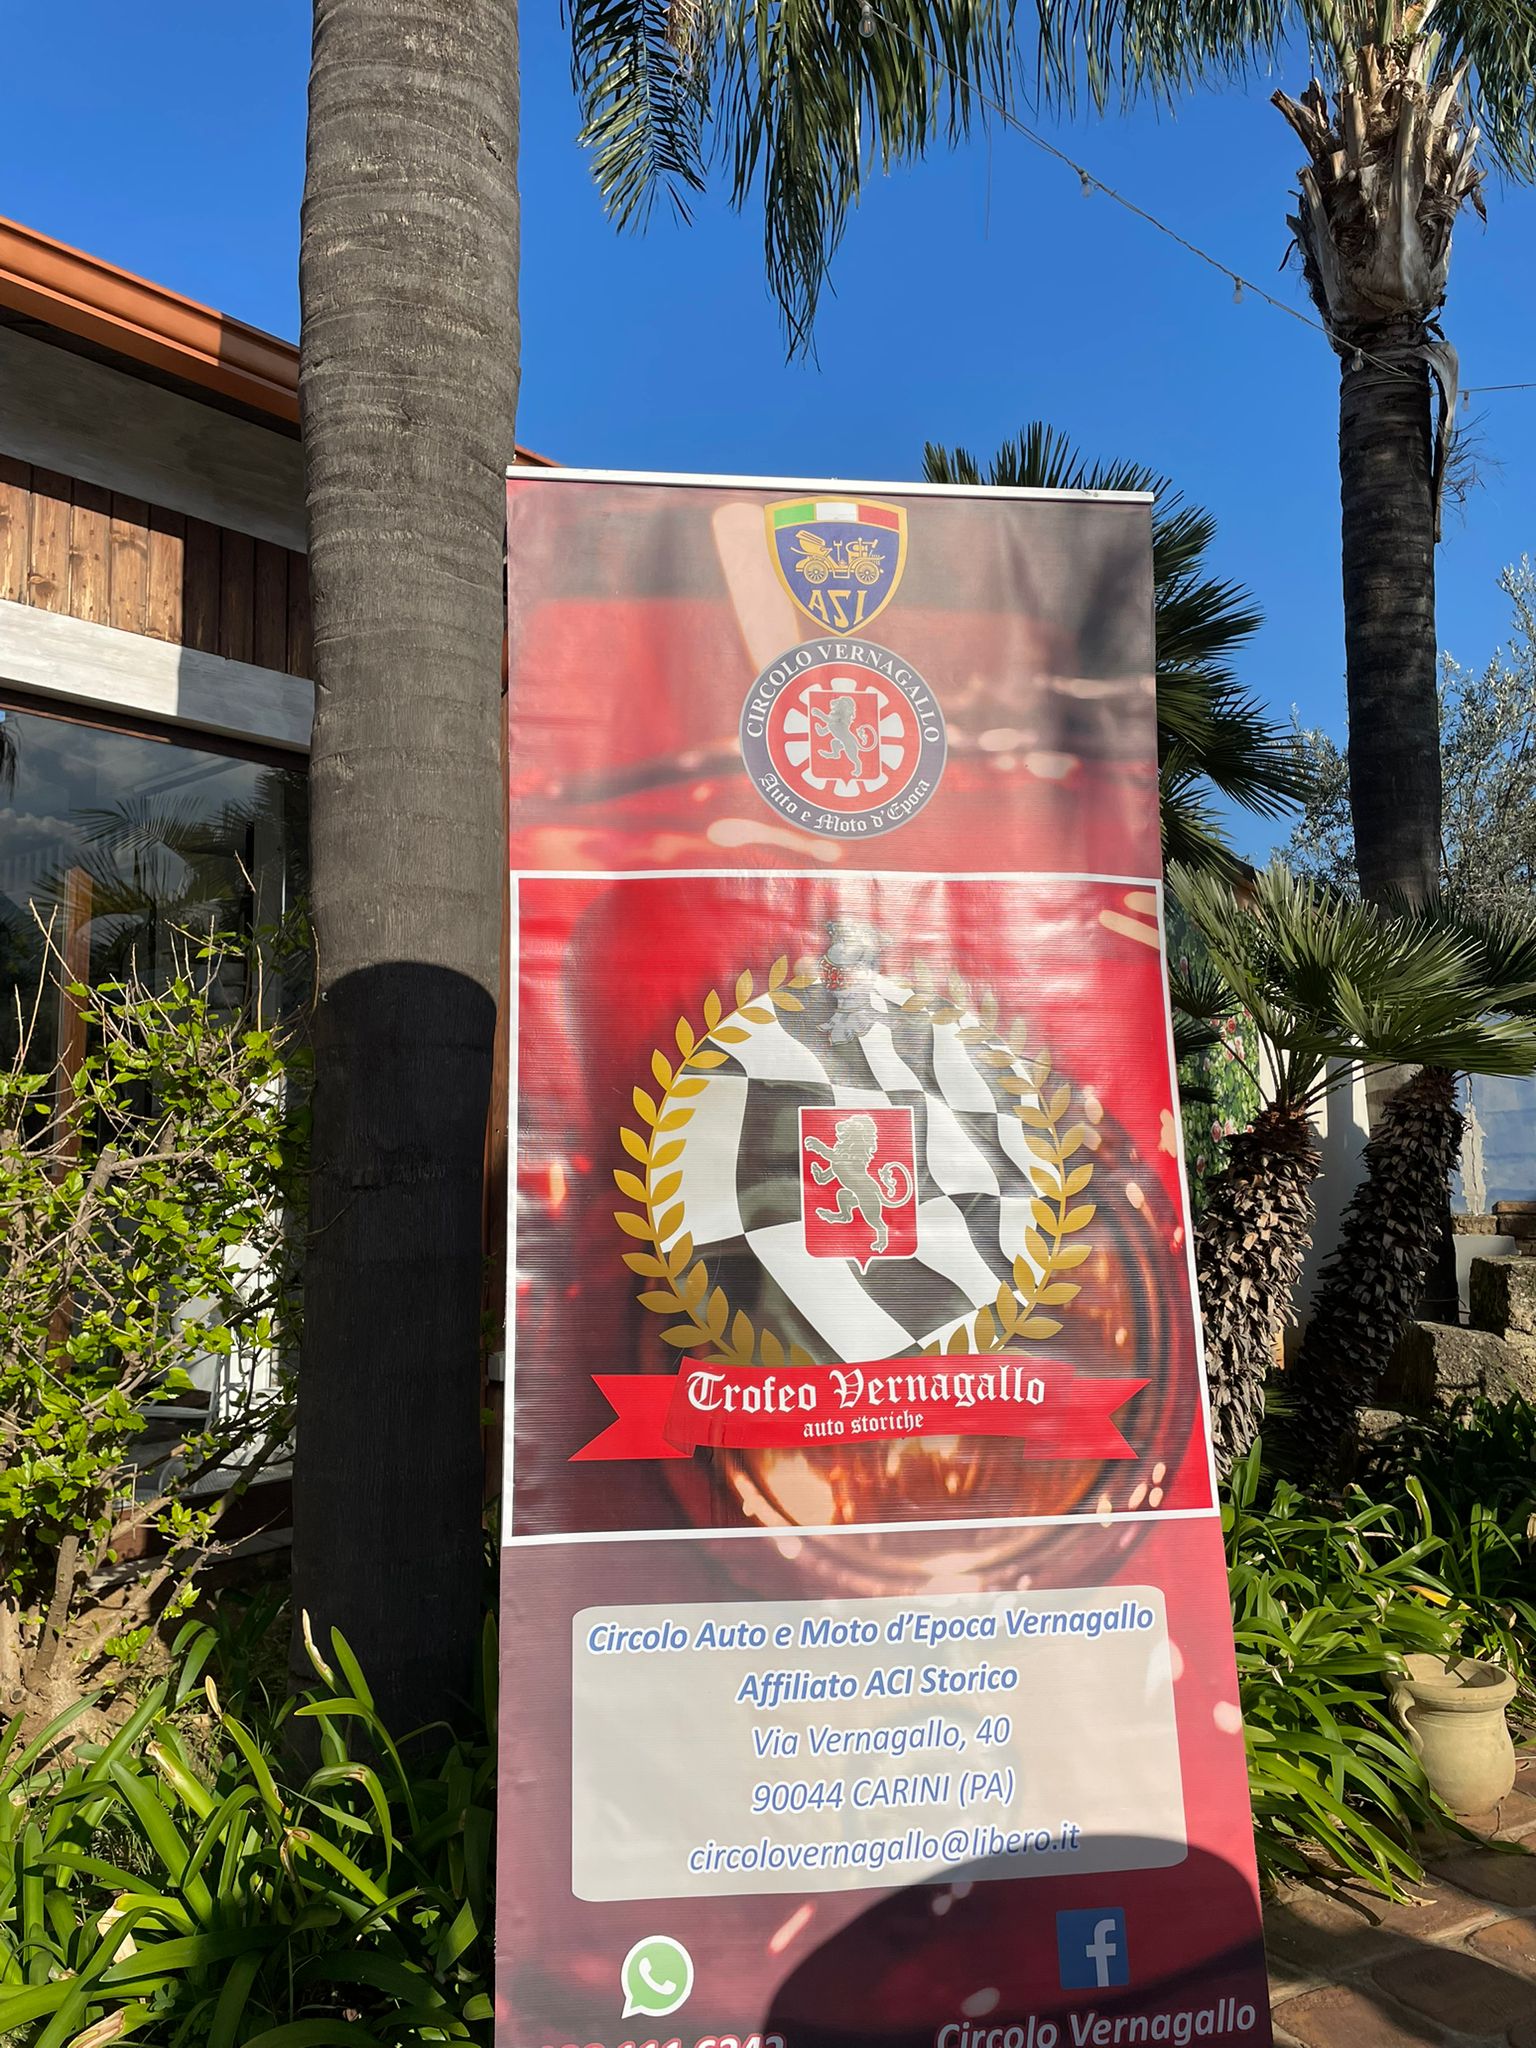 ASI
CIRCOLO VERNAGALLO
Auto e Moto d'Epoca
Trofeo Vernagallo
auto storiche
Circolo Auto e Moto d'Epoca Vernagallo
Affiliato ACI Storico
Via Vernagallo, 40
90044 CARINI (PA)
circolovernagallo@libero.it
Circolo Vernagallo